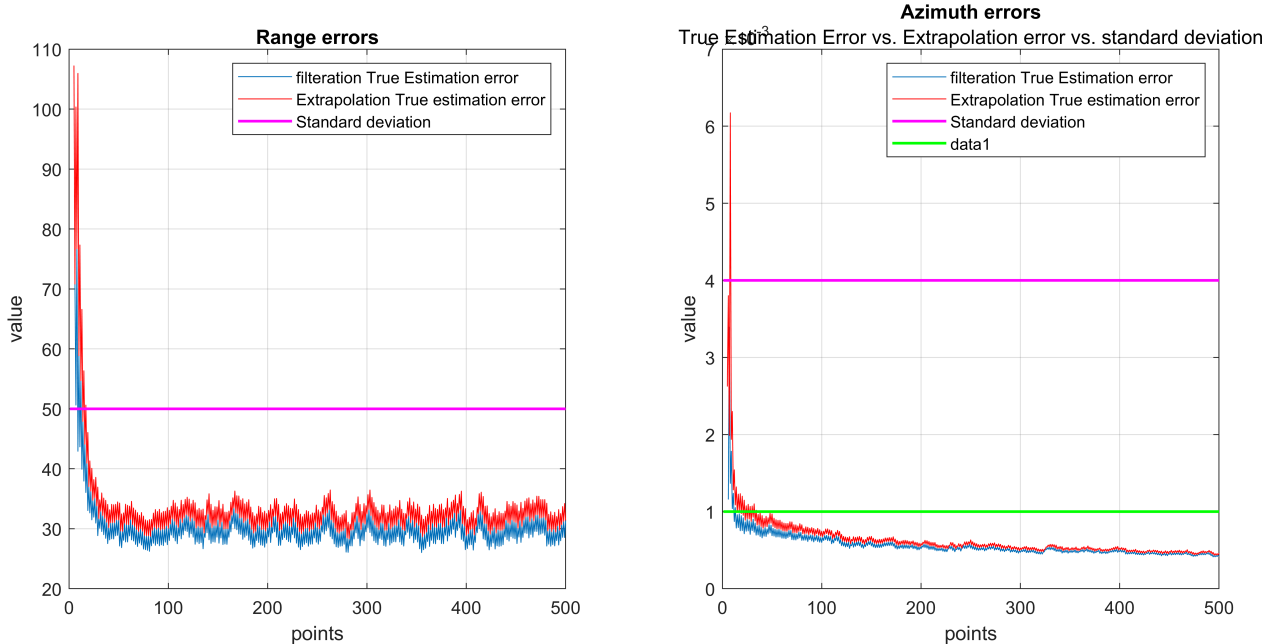 Range errors
110
100
90
80
70
60
50
40
30
20
value
0
100
200
300
400
500
points
filteration True Estimation error
Extrapolation True estimation error
Standard deviation
Azimuth errors
True Estimation Error vs. Extrapolation error vs. standard deviation
7
6
5
4
3
2
1
0
value
0
100
200
300
400
500
points
filteration True Estimation error
Extrapolation True estimation error
Standard deviation
data1